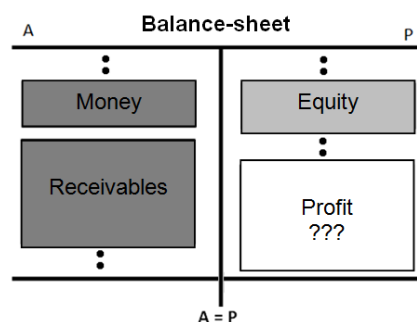 Balance-sheet
A
P
Money
Equity
Receivables
Profit
???
A = P